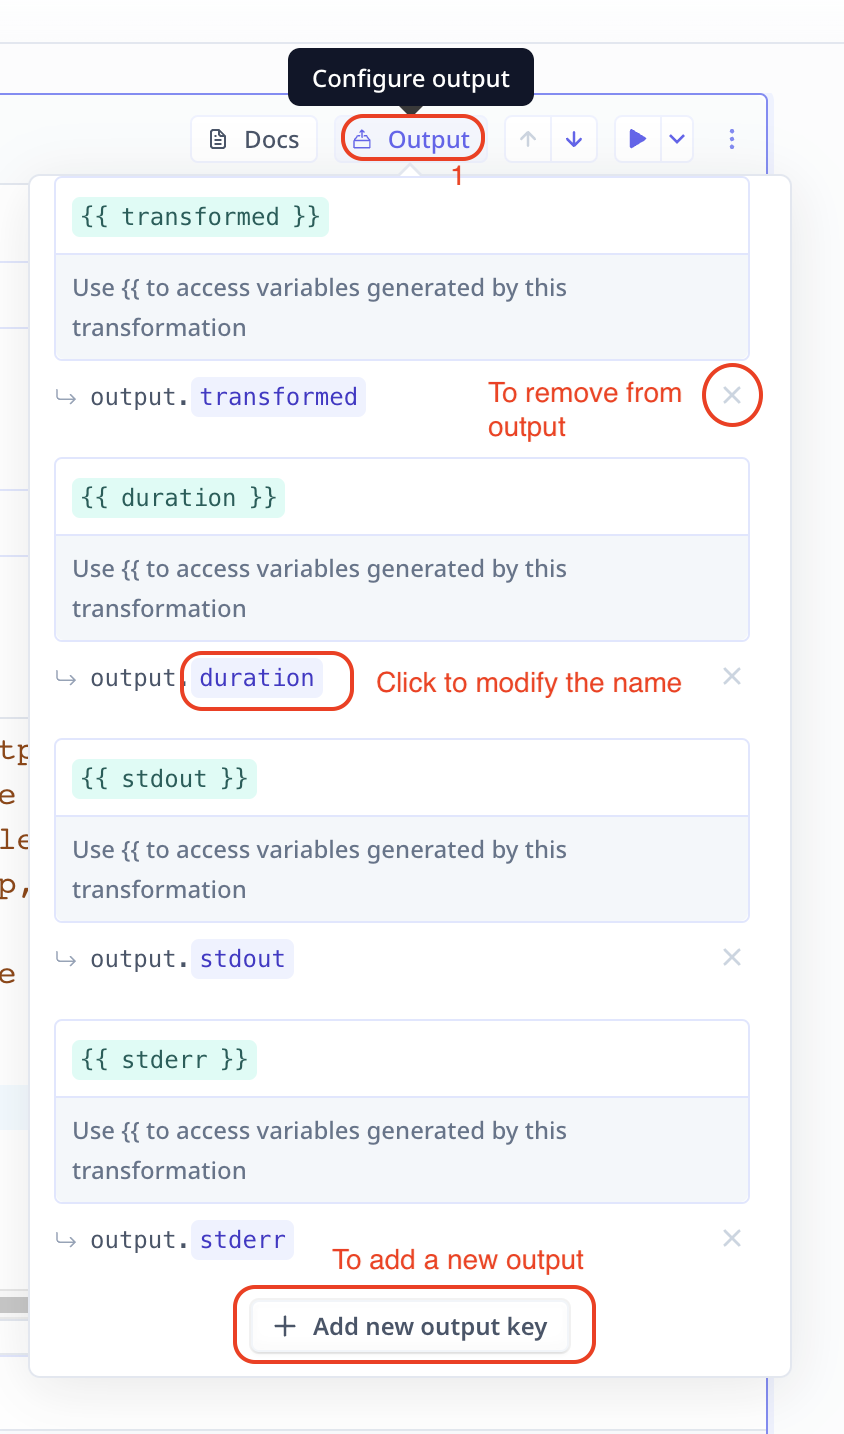 Configure output
Docs
Output
1
{{ transformed }}
Use {{ to access variables generated by this
transformation
output.transformed
To remove from
output
{{ duration }}
Use {{ to access variables generated by this
transformation
output.duration
Click to modify the name
{{ stdout }}
Use {{ to access variables generated by this
transformation
output.stdout
{{ stderr }}
Use {{ to access variables generated by this
transformation
output.stderr
To add a new output
Add new output key
tp
e
le
p,
e